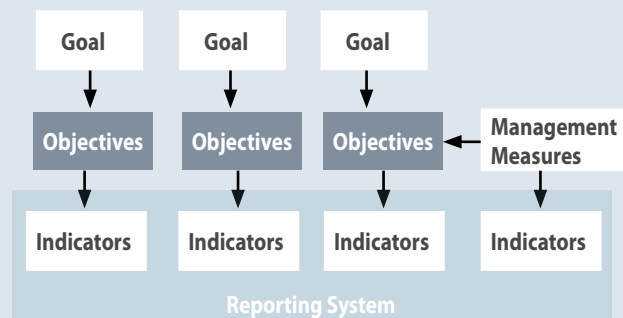 Goal
Goal
Goal
Objectives
Objectives
Objectives
Management
Measures
Indicators
Indicators
Indicators
Indicators
Reporting System